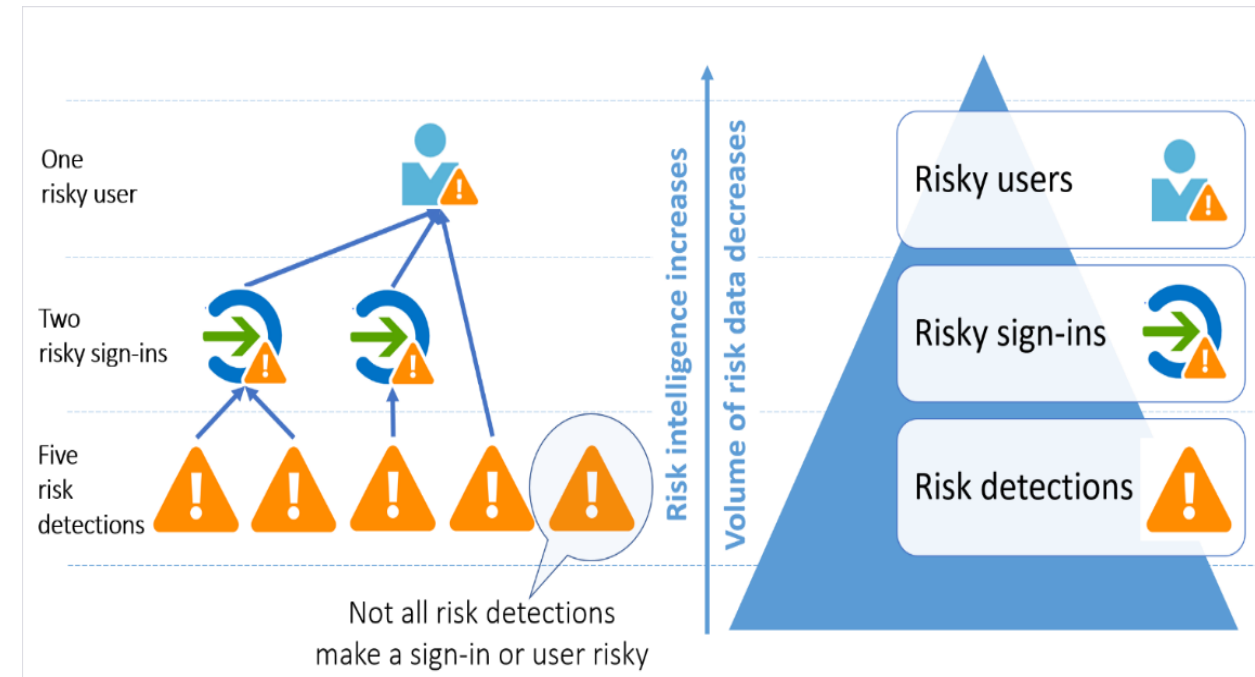 One
risky user
Two
risky sign-ins
Five
risk
detections
Not all risk detections
make a sign-in or user risky
Risk intelligence increases
Volume of risk data decreases
Risky users
Risky sign-ins
Risk detections